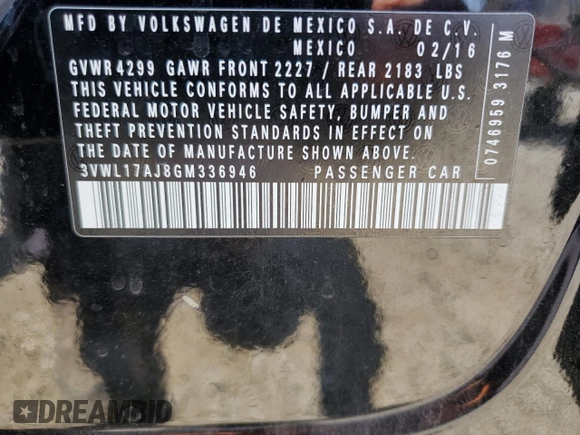 MFD BY VOLKSWAGEN DE MEXICO S.A. DE C.V.
MEXICO 02/16
GVWR 4299 GAWR FRONT 2227 / REAR 2183 LBS
THIS VEHICLE CONFORMS TO ALL APPLICABLE U.S.
FEDERAL MOTOR VEHICLE SAFETY, BUMPER AND
THEFT PREVENTION STANDARDS IN EFFECT ON
THE DATE OF MANUFACTURE SHOWN ABOVE.
3VWL17AJ8GM336946 PASSENGER CAR
0746959 3176 M
DREAMBID